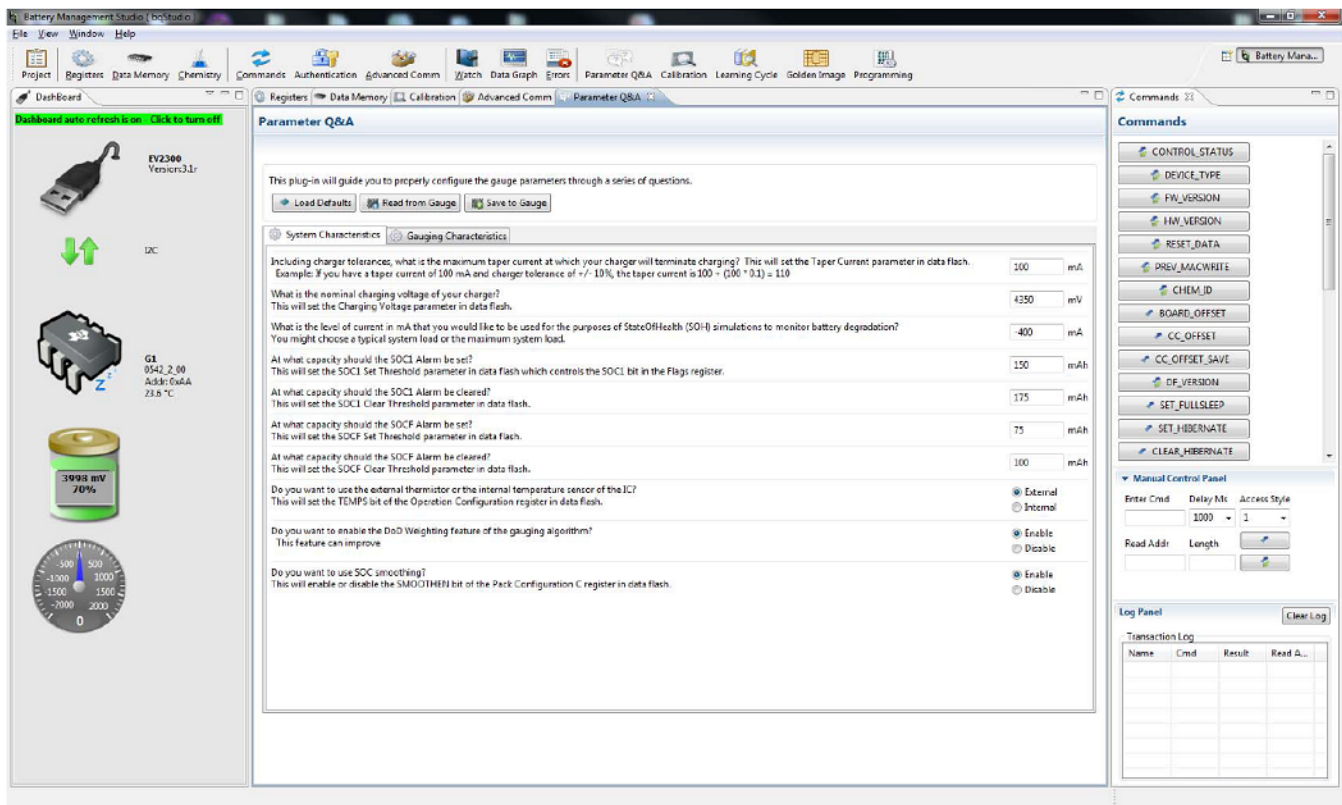 Battery Management Studio ( bqStudio )
File View Window Help
Project Registers Data Memory Chemistry Commands Authentication Advanced Comm Watch Data Graph Errors Parameter Q&A Calibration Learning Cycle Golden Image Programming
Battery Mana...
DashBoard
Registers Data Memory Calibration Advanced Comm Parameter Q&A
Commands
Dashboard auto refresh is on - Click to turn off
EV2300
Version:3.1r
I2C
G1
0542_2_00
Addr: 0xAA
23.6 °C
Z Z
3998 mV
70%
-500 500
-1000 1000
-1500 1500
-2000 2000
0
Parameter Q&A
This plug-in will guide you to properly configure the gauge parameters through a series of questions.
Load Defaults Read from Gauge Save to Gauge
System Characteristics Gauging Characteristics
Including charger tolerances, what is the maximum taper current at which your charger will terminate charging? This will set the Taper Current parameter in data flash. 100 mA
Example: If you have a taper current of 100 mA and charger tolerance of +/- 10%, the taper current is 100 + (100 * 0.1) = 110
What is the nominal charging voltage of your charger? 4350 mV
This will set the Charging Voltage parameter in data flash.
What is the level of current in mA that you would like to be used for the purposes of StateOfHealth (SOH) simulations to monitor battery degradation? -400 mA
You might choose a typical system load or the maximum system load.
At what capacity should the SOC1 Alarm be set? 150 mAh
This will set the SOC1 Set Threshold parameter in data flash which controls the SOC1 bit in the Flags register.
At what capacity should the SOC1 Alarm be cleared? 175 mAh
This will set the SOC1 Clear Threshold parameter in data flash.
At what capacity should the SOCF Alarm be set? 75 mAh
This will set the SOCF Set Threshold parameter in data flash.
At what capacity should the SOCF Alarm be cleared? 100 mAh
This will set the SOCF Clear Threshold parameter in data flash.
Do you want to use the external thermistor or the internal temperature sensor of the IC? External
This will set the TEMPS bit of the Operation Configuration register in data flash. Internal
Do you want to enable the DoD Weighting feature of the gauging algorithm? Enable
This feature can improve Disable
Do you want to use SOC smoothing? Enable
This will enable or disable the SMOOTHEN bit of the Pack Configuration C register in data flash. Disable
Commands
CONTROL_STATUS
DEVICE_TYPE
FW_VERSION
HW_VERSION
RESET_DATA
PREV_MACWRITE
CHEM_ID
BOARD_OFFSET
CC_OFFSET
CC_OFFSET_SAVE
DF_VERSION
SET_FULLSLEEP
SET_HIBERNATE
CLEAR_HIBERNATE
Manual Control Panel
Enter Cmd Delay Ms Access Style
1000 1
Read Addr Length
Log Panel Clear Log
Transaction Log
Name Cmd Result Read A...